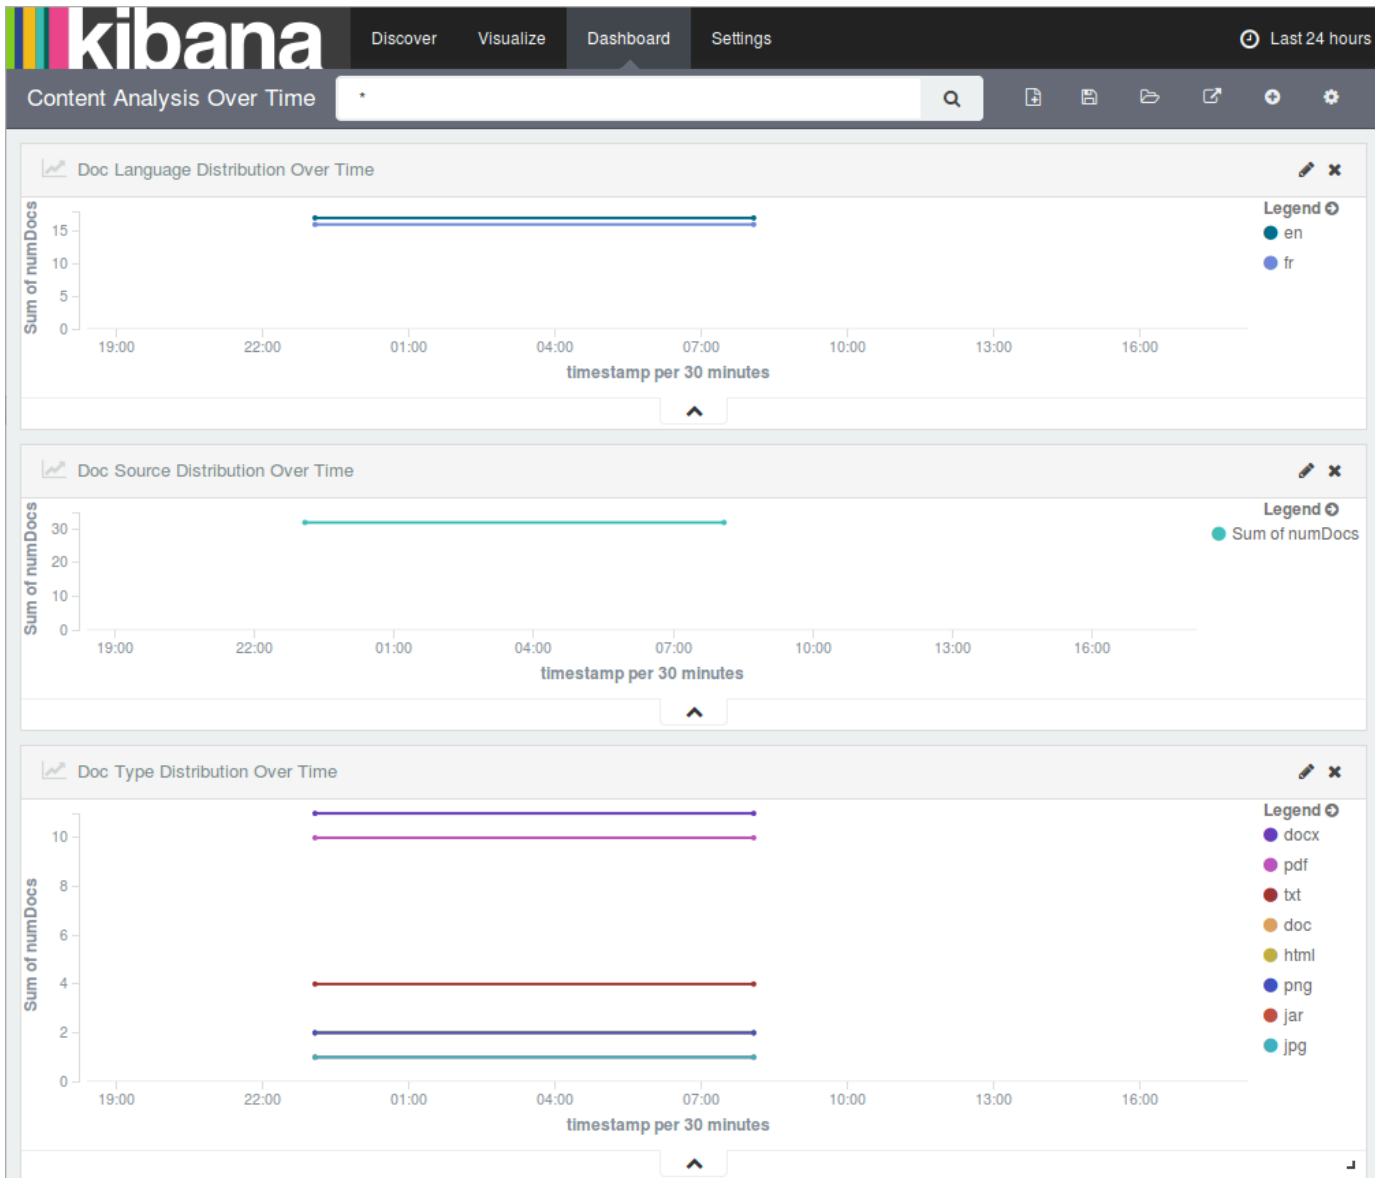 kibana Discover Visualize Dashboard Settings Last 24 hours
Content Analysis Over Time *
Doc Language Distribution Over Time
Sum of numDocs
15
10
5
0
19:00 22:00 01:00 04:00 07:00 10:00 13:00 16:00
timestamp per 30 minutes
Legend
en
fr
Doc Source Distribution Over Time
Sum of numDocs
30
20
10
0
19:00 22:00 01:00 04:00 07:00 10:00 13:00 16:00
timestamp per 30 minutes
Legend
Sum of numDocs
Doc Type Distribution Over Time
Sum of numDocs
10
8
6
4
2
0
19:00 22:00 01:00 04:00 07:00 10:00 13:00 16:00
timestamp per 30 minutes
Legend
docx
pdf
txt
doc
html
png
jar
jpg